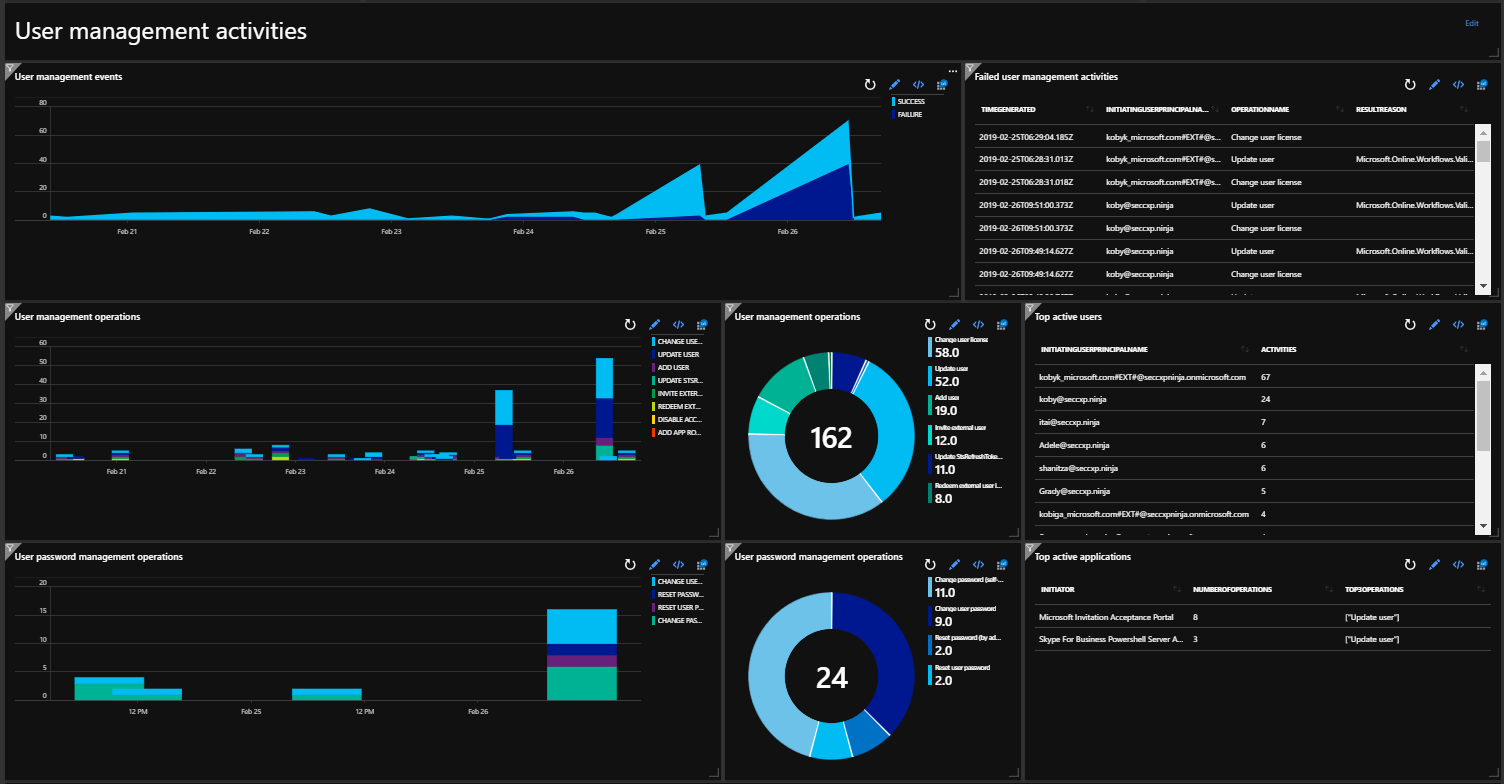 User management activities
Edit
User management events
...
SUCCESS
FAILURE
80
60
40
20
0
Feb 21
Feb 22
Feb 23
Feb 24
Feb 25
Feb 26
Failed user management activities
TIMEGENERATED INITIATINGUSERPRINCIPALNA... OPERATIONNAME RESULTREASON
2019-02-25T06:29:04.185Z kobyk_microsoft.com#EXT#@s... Change user license
2019-02-25T06:28:31.013Z kobyk_microsoft.com#EXT#@s... Update user Microsoft.Online.Workflows.Vali...
2019-02-25T06:28:31.018Z kobyk_microsoft.com#EXT#@s... Change user license
2019-02-26T09:51:00.373Z koby@seccxp.ninja Update user Microsoft.Online.Workflows.Vali...
2019-02-26T09:51:00.373Z koby@seccxp.ninja Change user license
2019-02-26T09:49:14.627Z koby@seccxp.ninja Update user Microsoft.Online.Workflows.Vali...
2019-02-26T09:49:14.627Z koby@seccxp.ninja Change user license
User management operations
CHANGE USE...
UPDATE USER
ADD USER
UPDATE STSR...
INVITE EXTER...
REDEEM EXT...
DISABLE ACC...
ADD APP RO...
60
50
40
30
20
10
0
Feb 21
Feb 22
Feb 23
Feb 24
Feb 25
Feb 26
User management operations
162
Change user license
58.0
Update user
52.0
Add user
19.0
Invite external user
12.0
Update StsRefreshToke...
11.0
Redeem external user i...
8.0
Top active users
INITIATINGUSERPRINCIPALNAME ACTIVITIES
kobyk_microsoft.com#EXT#@seccxpninja.onmicrosoft.com 67
koby@seccxp.ninja 24
itai@seccxp.ninja 7
Adele@seccxp.ninja 6
shanitza@seccxp.ninja 6
Grady@seccxp.ninja 5
kobiga_microsoft.com#EXT#@seccxpninja.onmicrosoft.com 4
User password management operations
CHANGE USE...
RESET PASSW...
RESET USER P...
CHANGE PAS...
20
15
10
5
0
12 PM
Feb 25
12 PM
Feb 26
User password management operations
24
Change password (self-...
11.0
Change user password
9.0
Reset password (by ad...
2.0
Reset user password
2.0
Top active applications
INITIATOR NUMBEROFOPERATIONS TOP3OPERATIONS
Microsoft Invitation Acceptance Portal 8 ["Update user"]
Skype For Business Powershell Server A... 3 ["Update user"]